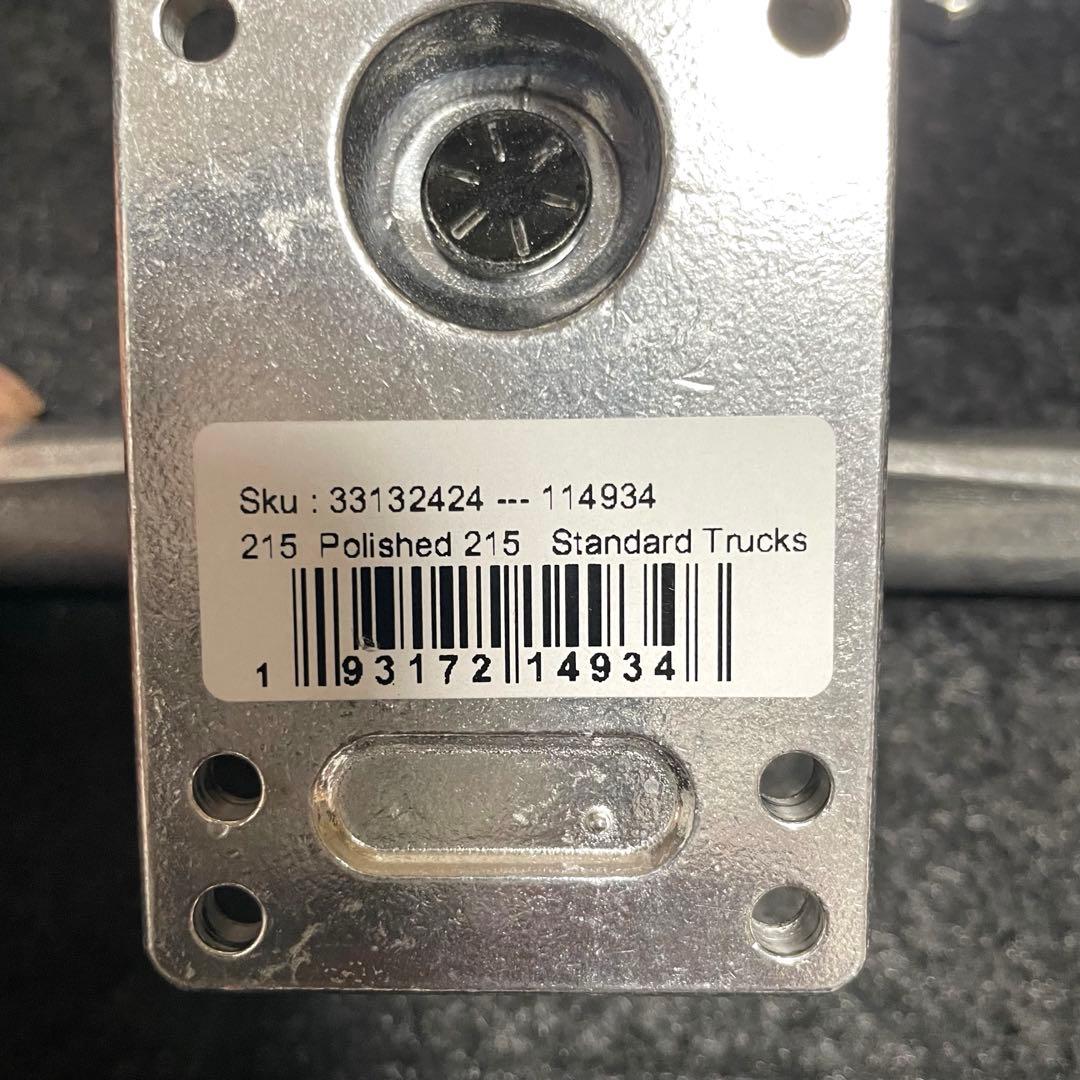 Sku : 33132424 --- 114934
215 Polished 215 Standard Trucks
1 93172 14934